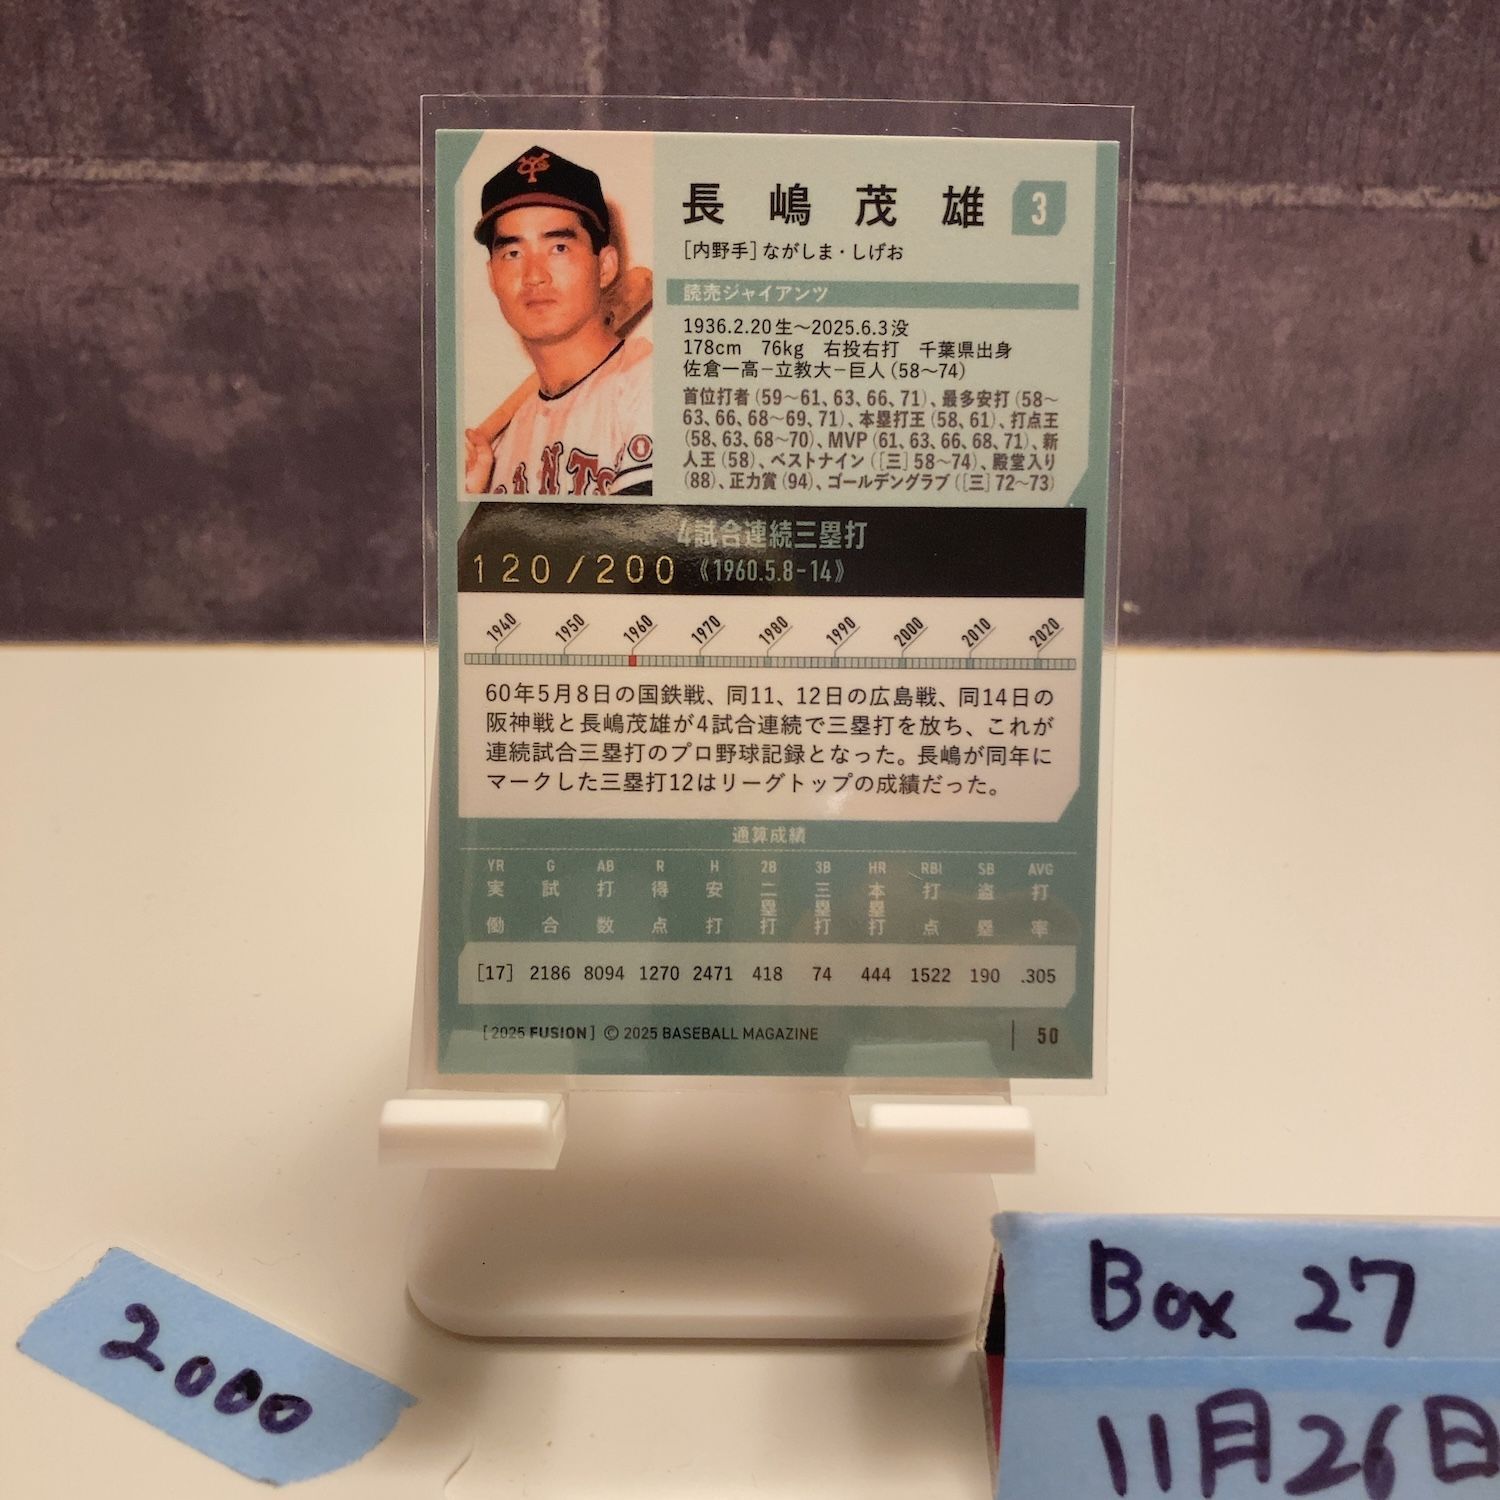 YG
長嶋茂雄 3
[内野手]ながしま・しげお
読売ジャイアンツ
1936.2.20生〜2025.6.3没
178cm 76kg 右投右打 千葉県出身
佐倉一高−立教大−巨人(58〜74)
首位打者(59〜61、63、66、71)、最多安打(58〜
63、66、68〜69、71)、本塁打王(58、61)、打点王
(58、63、68〜70)、MVP(61、63、66、68、71)、新
人王(58)、ベストナイン([三]58〜74)、殿堂入り
(88)、正力賞(94)、ゴールデングラブ([三]72〜73)
ANTS
4試合連続三塁打
120/200 《1960.5.8-14》
1940 1950 1960 1970 1980 1990 2000 2010 2020
60年5月8日の国鉄戦、同11、12日の広島戦、同14日の
阪神戦と長嶋茂雄が4試合連続で三塁打を放ち、これが
連続試合三塁打のプロ野球記録となった。長嶋が同年に
マークした三塁打12はリーグトップの成績だった。
通算成績
YR G AB R H 2B 3B HR RBI SB AVG
実働 試合 打数 得点 安打 二塁打 三塁打 本塁打 打点 盗塁 打率
[17] 2186 8094 1270 2471 418 74 444 1522 190 .305
[2025 FUSION] © 2025 BASEBALL MAGAZINE 50
2000
Box 27
11月26日